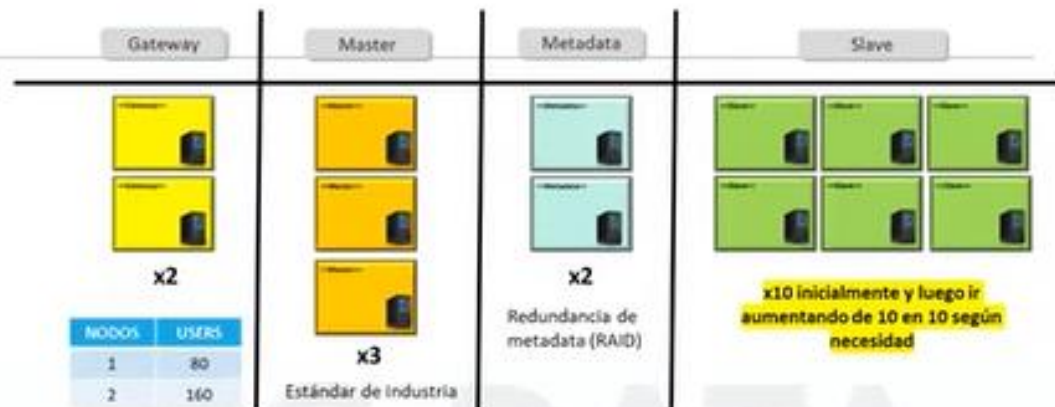 Gateway
Master
Metadata
Slave
x2
NODOS USERS
1 80
2 160
x3
Estándar de Industria
x2
Redundancia de
metadata (RAID)
x10 inicialmente y luego ir
aumentando de 10 en 10 según
necesidad